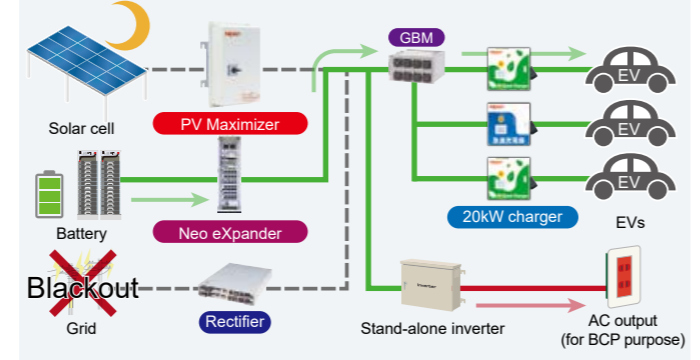 GBM
EV
Solar cell
PV Maximizer
EV
EV
Battery
Neo eXpander
20kW charger
EVs
Blackout
Grid
Rectifier
Inverter
Stand-alone inverter
AC output
(for BCP purpose)